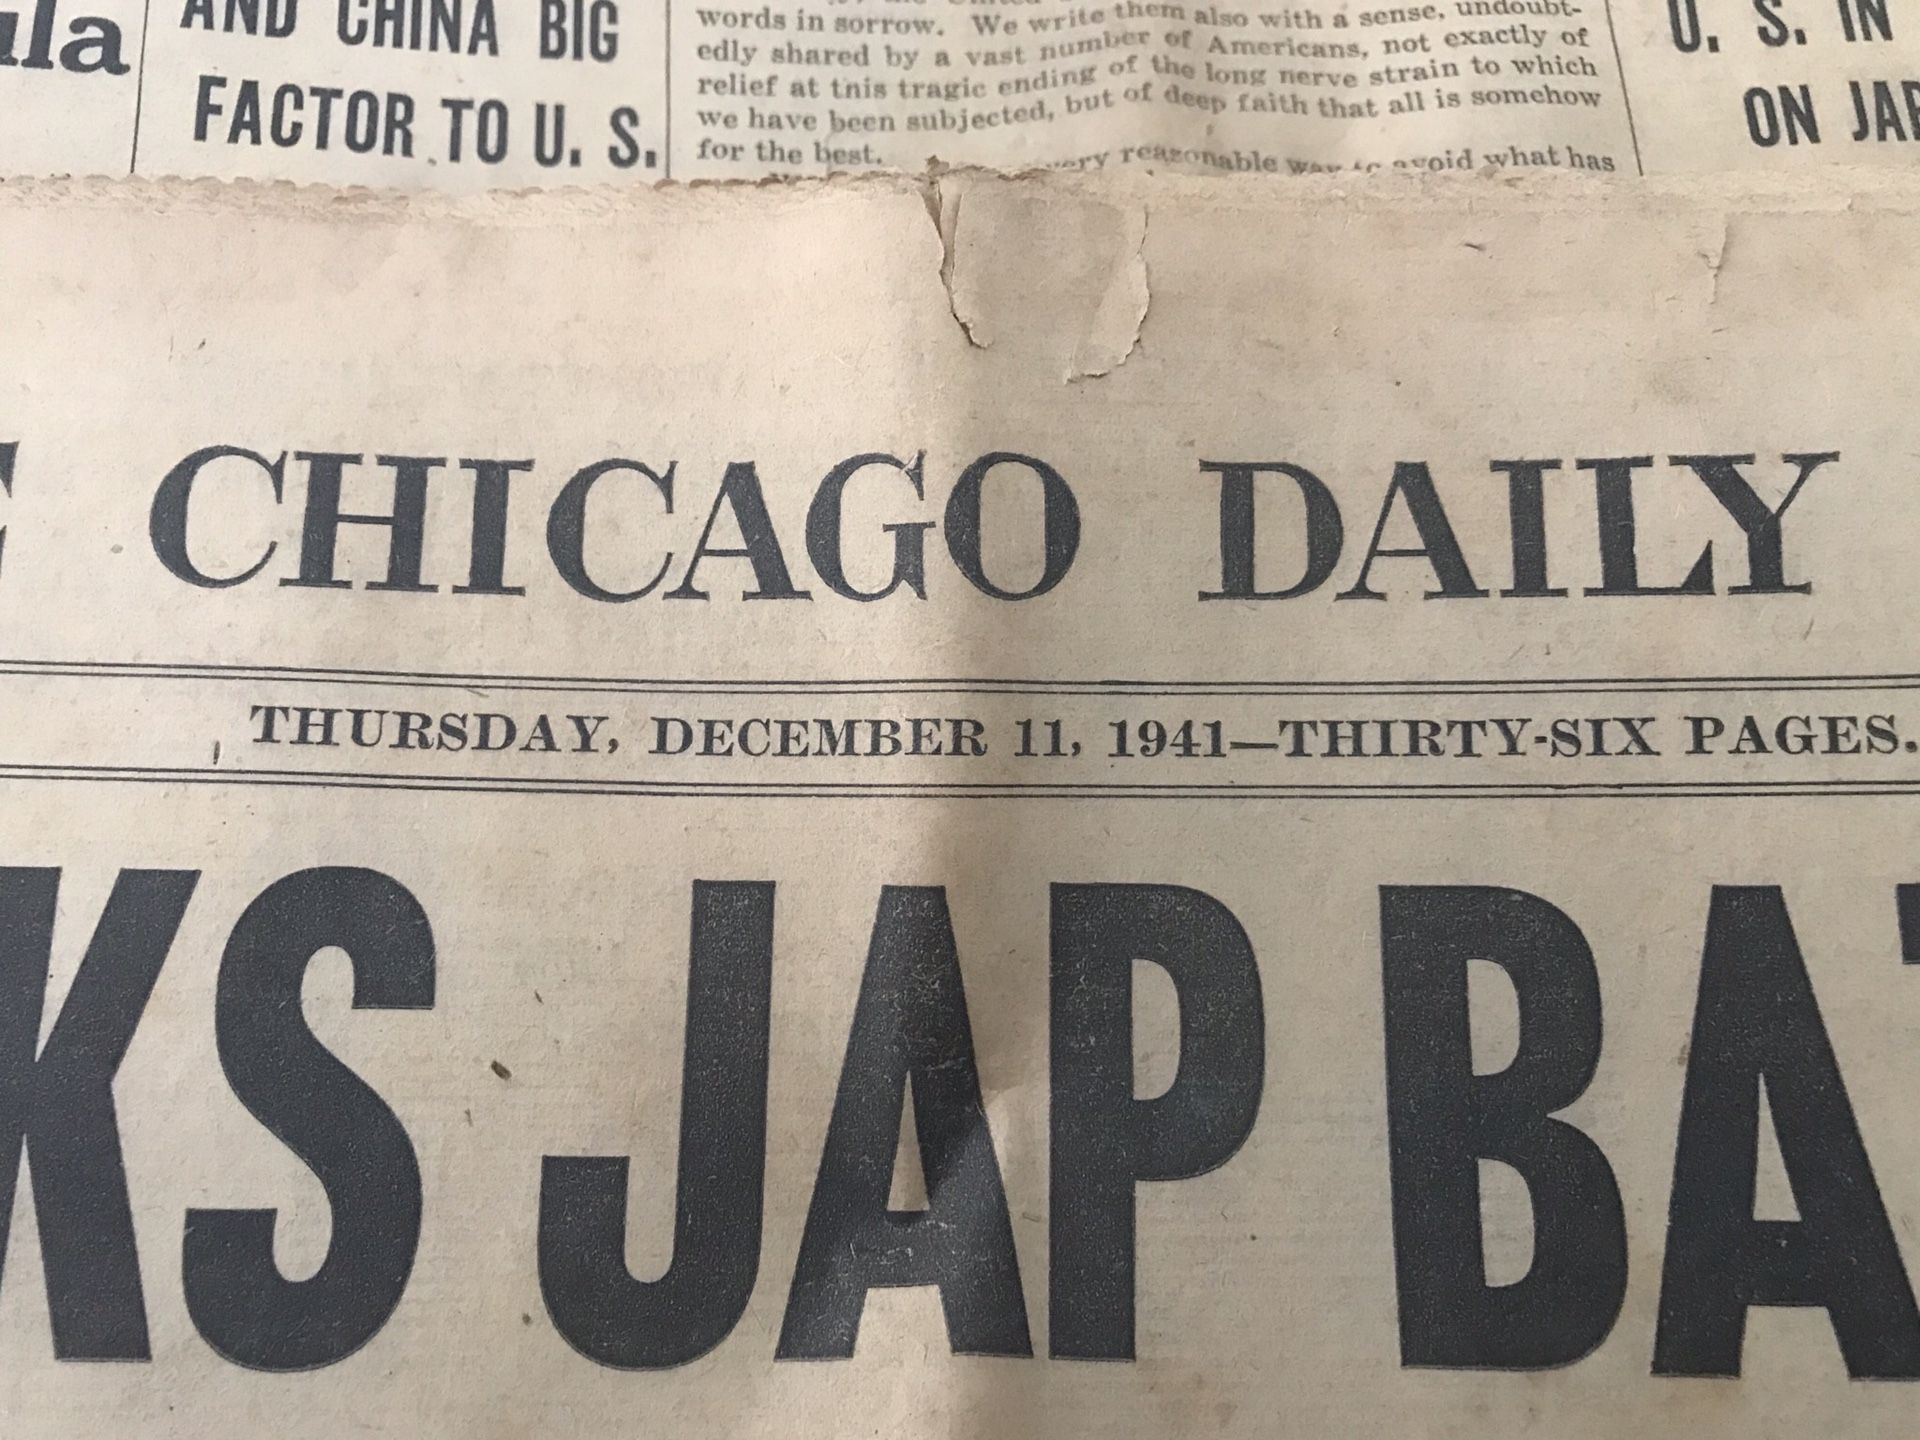 ula
AND CHINA BIG
FACTOR TO U. S.
words in sorrow. We write them also with a sense, undoubt-
edly shared by a vast number of Americans, not exactly of
relief at tnis tragic ending of the long nerve strain to which
we have been subjected, but of deep faith that all is somehow
for the best.
very reasonable way to avoid what has
U. S. IN
ON JAP
CHICAGO DAILY
THURSDAY, DECEMBER 11, 1941—THIRTY-SIX PAGES.
KS JAP BA